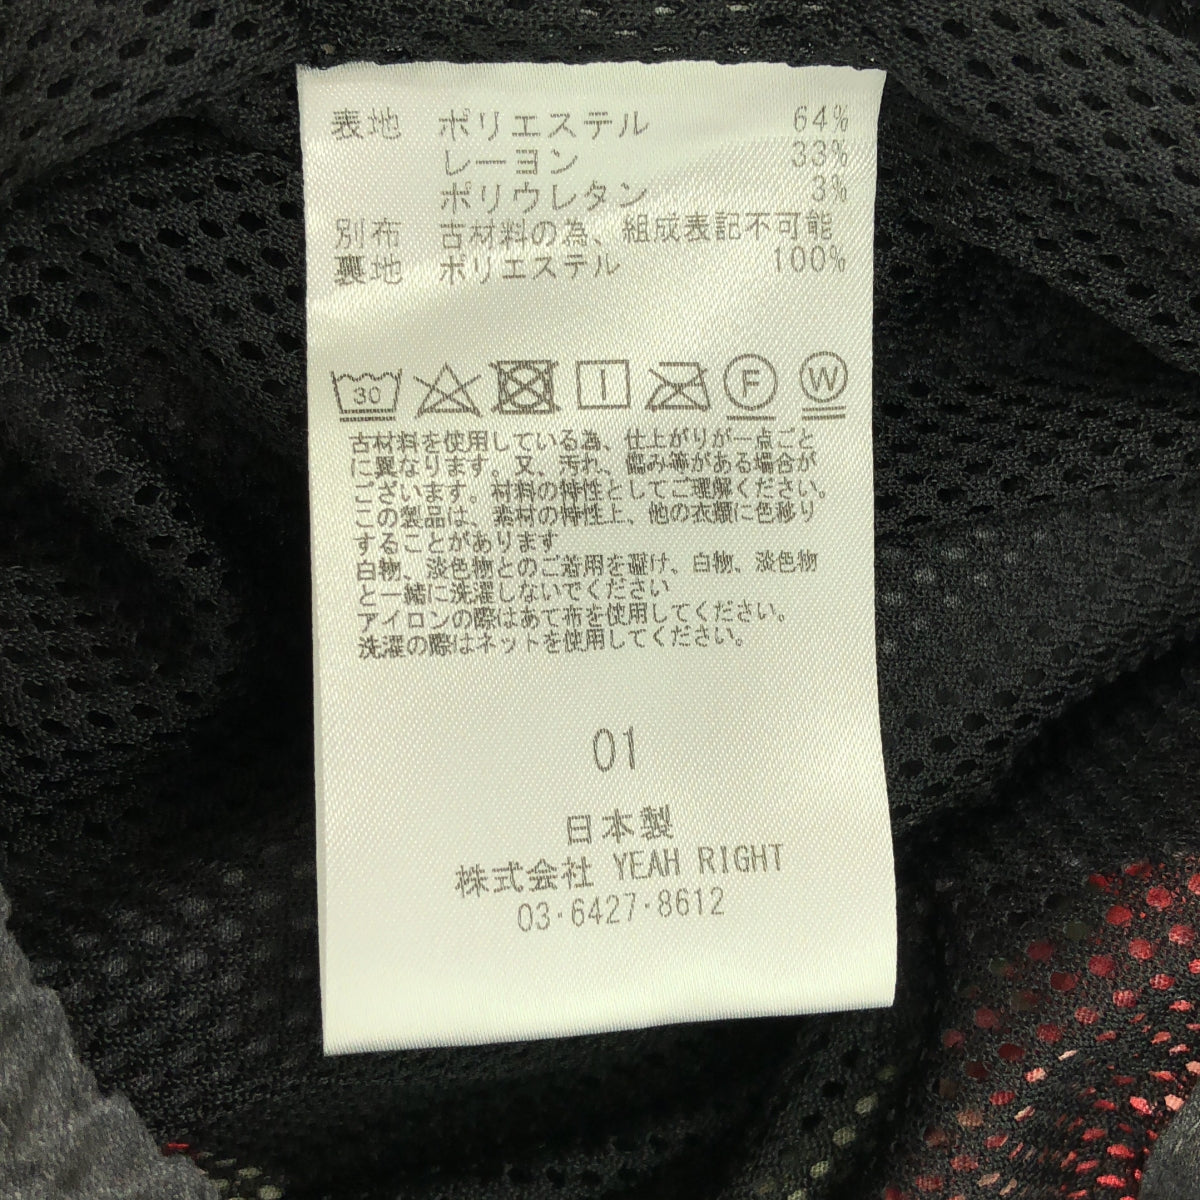 表地 ポリエステル 64%
レーヨン 33%
ポリウレタン 3%
別布 古材料の為、組成表記不可能
裏地 ポリエステル 100%
30 F W
古材料を使用している為、仕上がりが一点ごと
に異なります。又、汚れ、傷み等がある場合が
ございます。材料の特性としてご理解ください。
この製品は、素材の特性上、他の衣類に色移り
することがあります
白物、淡色物とのご着用を避け、白物、淡色物
と一緒に洗濯しないでください
アイロンの際はあて布を使用してください。
洗濯の際はネットを使用してください。
01
日本製
株式会社 YEAH RIGHT
03・6427・8612